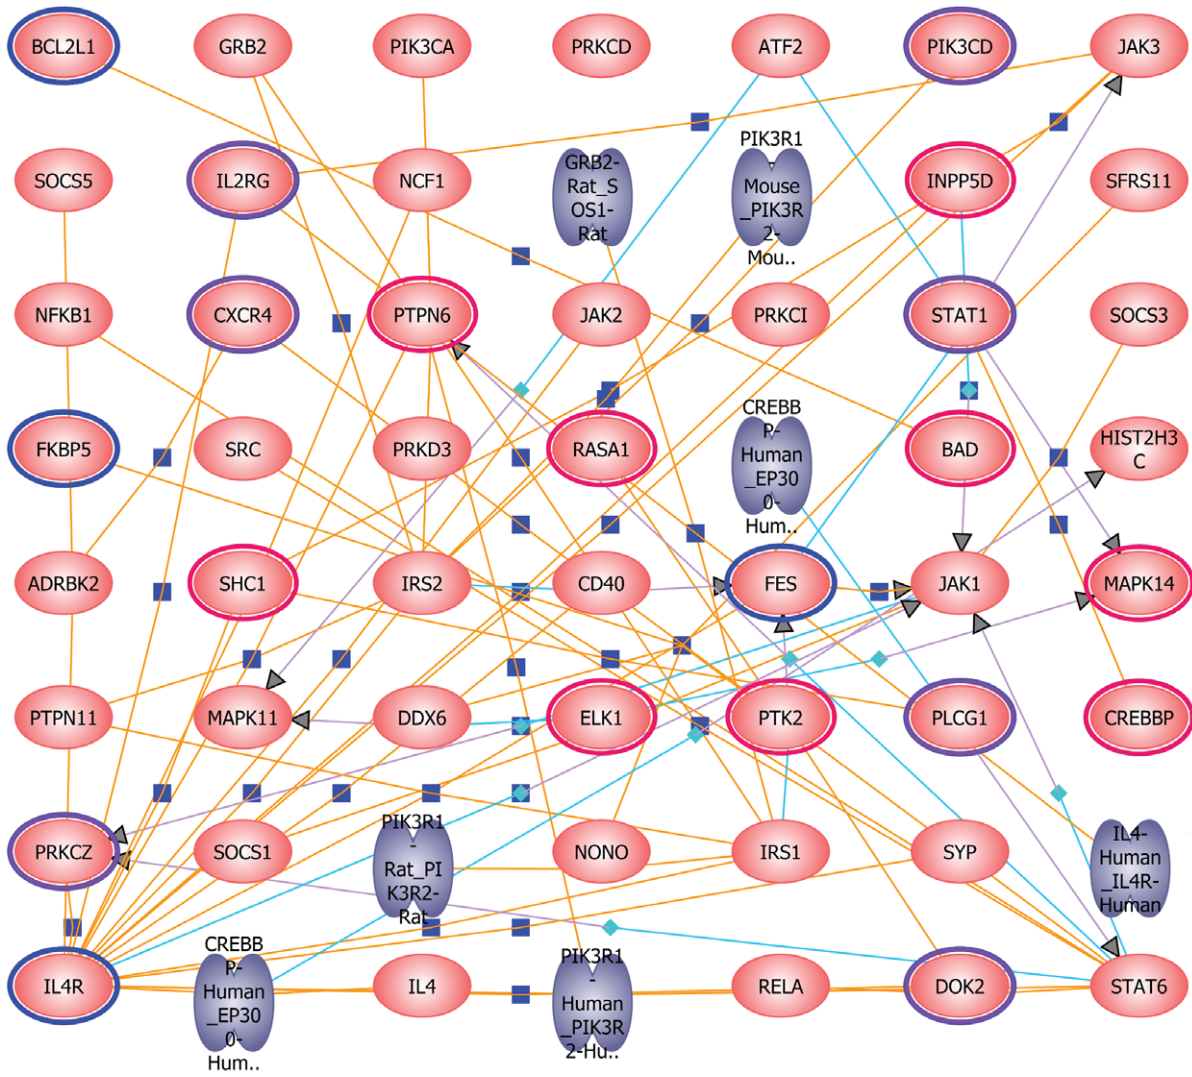 BCL2L1
GRB2
PIK3CA
PRKCD
ATF2
PIK3CD
JAK3
SOCS5
IL2RG
NCF1
GRB2-
Rat_S
OS1-
Rat
PIK3R1
-
Mouse
_PIK3R
2-
Mou..
INPP5D
SFRS11
NFKB1
CXCR4
PTPN6
JAK2
PRKCI
STAT1
SOCS3
FKBP5
SRC
PRKD3
RASA1
CREBB
P-
Human
_EP30
0-
Hum..
BAD
HIST2H3
C
ADRBK2
SHC1
IRS2
CD40
FES
JAK1
MAPK14
PTPN11
MAPK11
DDX6
ELK1
PTK2
PLCG1
CREBBP
PRKCZ
SOCS1
PIK3R1
-
Rat_PI
K3R2-
Rat
NONO
IRS1
SYP
IL4-
Human
_IL4R-
Human
IL4R
CREBB
P-
Human
_EP30
0-
Hum..
IL4
PIK3R1
-
Human
_PIK3R
2-Hu..
RELA
DOK2
STAT6